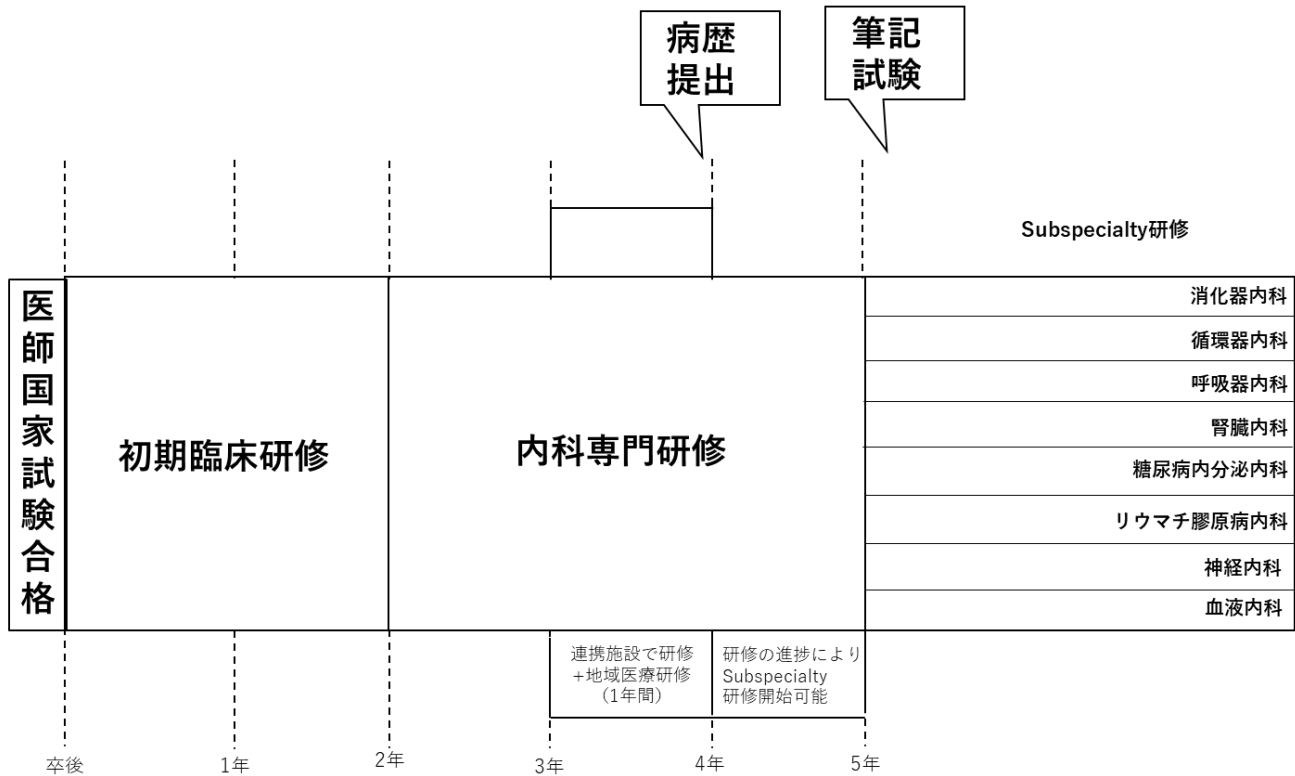 病歴
提出
筆記
試験
Subspecialty研修
医師国家試験合格
初期臨床研修
内科専門研修
消化器内科
循環器内科
呼吸器内科
腎臓内科
糖尿病内分泌内科
リウマチ膠原病内科
神経内科
血液内科
連携施設で研修
+地域医療研修
(1年間)
研修の進捗により
Subspecialty
研修開始可能
卒後
1年
2年
3年
4年
5年